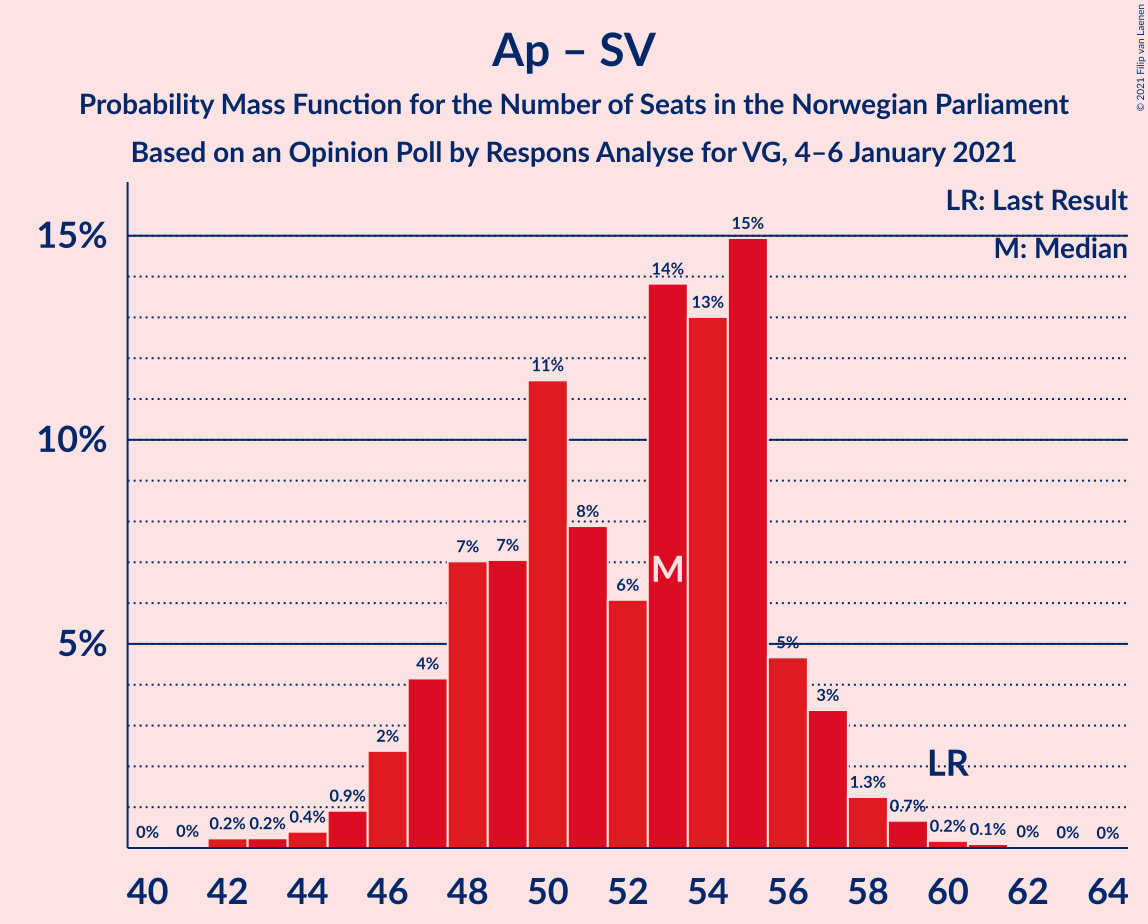 © 2021 Filip van Laenen
Ap – SV
Probability Mass Function for the Number of Seats in the Norwegian Parliament
Based on an Opinion Poll by Respons Analyse for VG, 4–6 January 2021
LR: Last Result
M: Median
15%
10%
5%
0% 0% 0.2% 0.2% 0.4% 0.9% 2% 4% 7% 7% 11% 8% 6% 14% 13% 15% 5% 3% 1.3% 0.7% 0.2% 0.1% 0% 0% 0%
M
LR
40 42 44 46 48 50 52 54 56 58 60 62 64